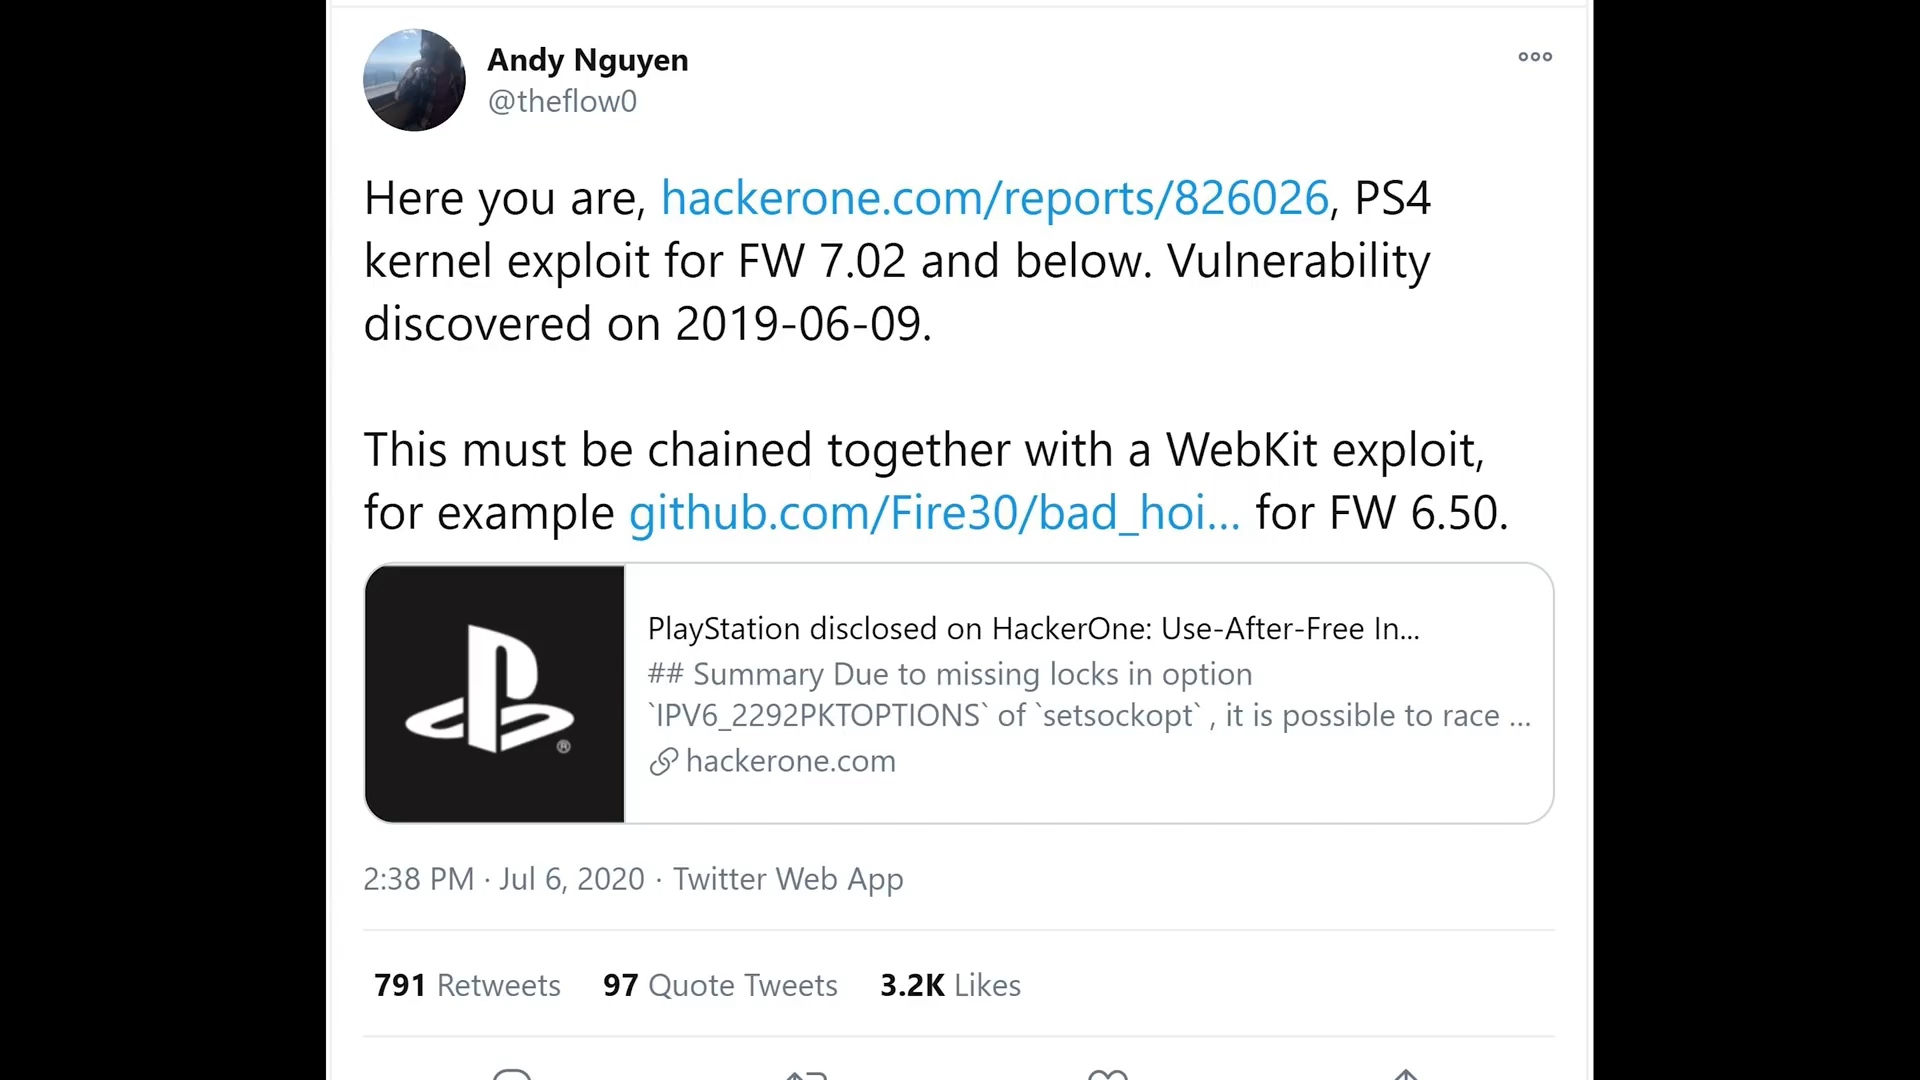 Andy Nguyen
@theflow0
Here you are, hackerone.com/reports/826026, PS4
kernel exploit for FW 7.02 and below. Vulnerability
discovered on 2019-06-09.
This must be chained together with a WebKit exploit,
for example github.com/Fire30/bad_hoi... for FW 6.50.
PlayStation disclosed on HackerOne: Use-After-Free In...
## Summary Due to missing locks in option
`IPV6_2292PKTOPTIONS` of `setsockopt` , it is possible to race ...
hackerone.com
2:38 PM · Jul 6, 2020 · Twitter Web App
791 Retweets 97 Quote Tweets 3.2K Likes